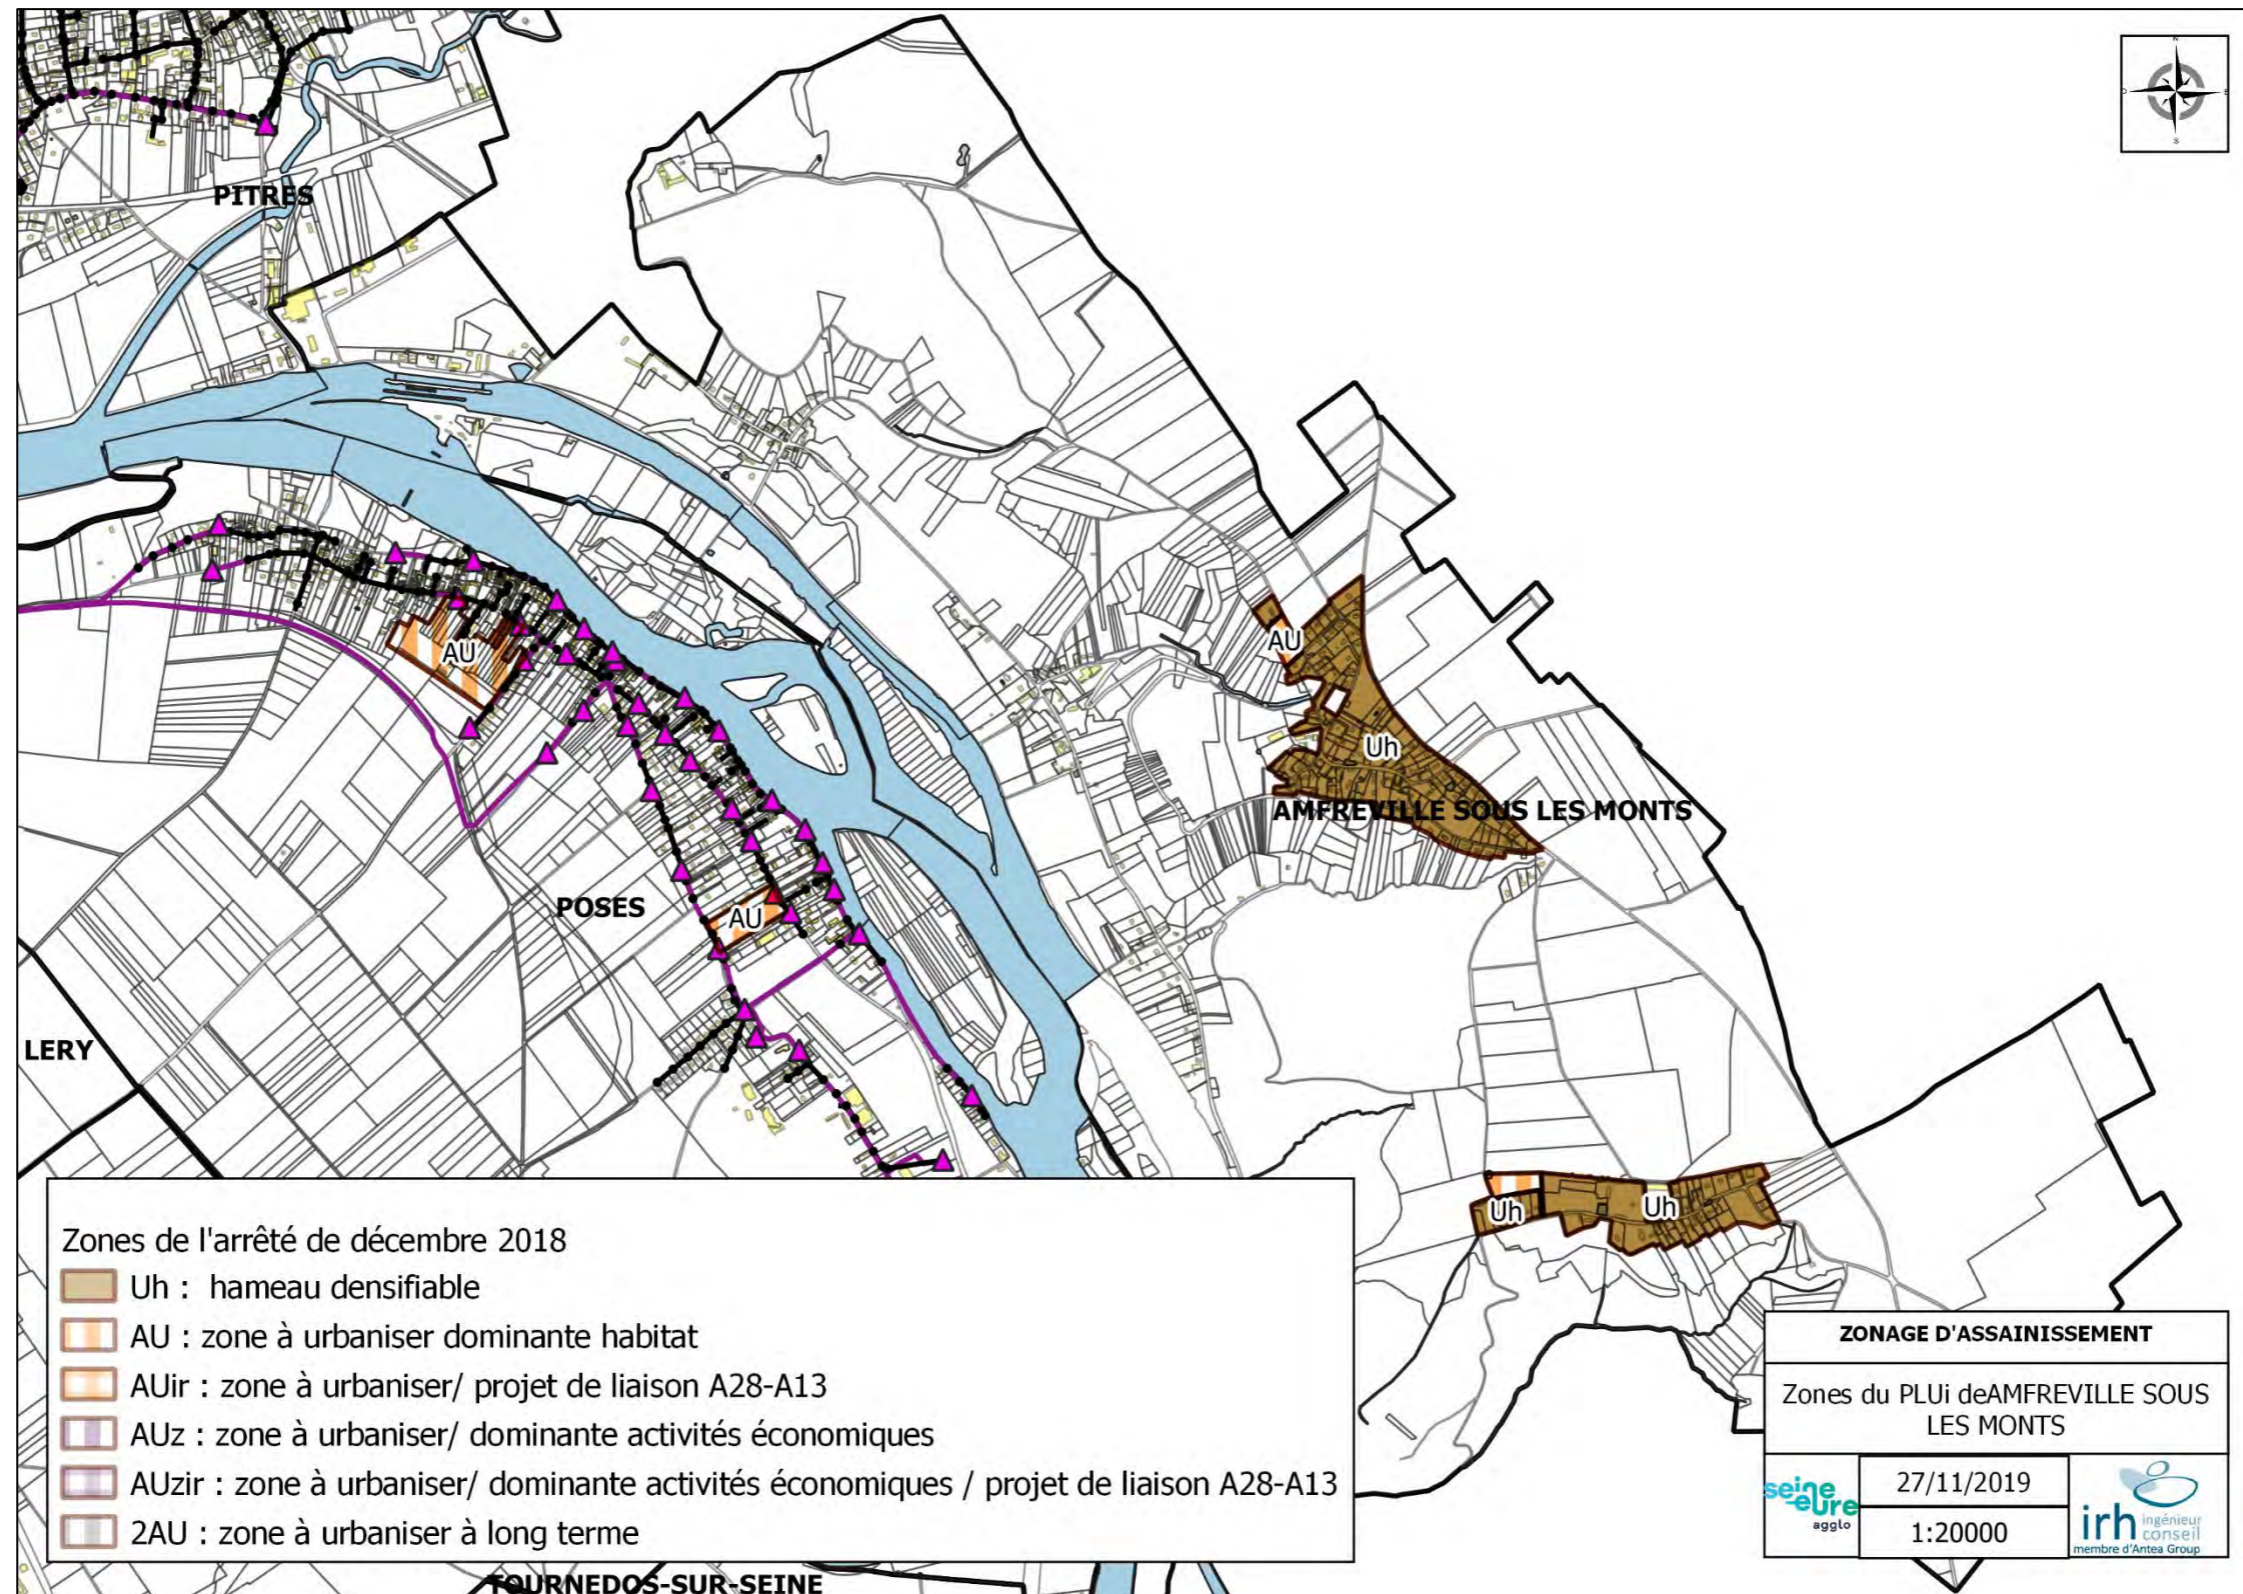 N
O
E
S
PITRES
AU
AU
Uh
AMFREVILLE SOUS LES MONTS
POSES
AU
LERY
Uh
Uh
Zones de l'arrêté de décembre 2018
Uh : hameau densifiable
AU : zone à urbaniser dominante habitat
AUir : zone à urbaniser/ projet de liaison A28-A13
AUz : zone à urbaniser/ dominante activités économiques
AUzir : zone à urbaniser/ dominante activités économiques / projet de liaison A28-A13
2AU : zone à urbaniser à long terme
TOURNEDOS-SUR-SEINE
ZONAGE D'ASSAINISSEMENT
Zones du PLUi deAMFREVILLE SOUS
LES MONTS
seine
eure
agglo
27/11/2019
1:20000
irh ingénieur
conseil
membre d'Antea Group